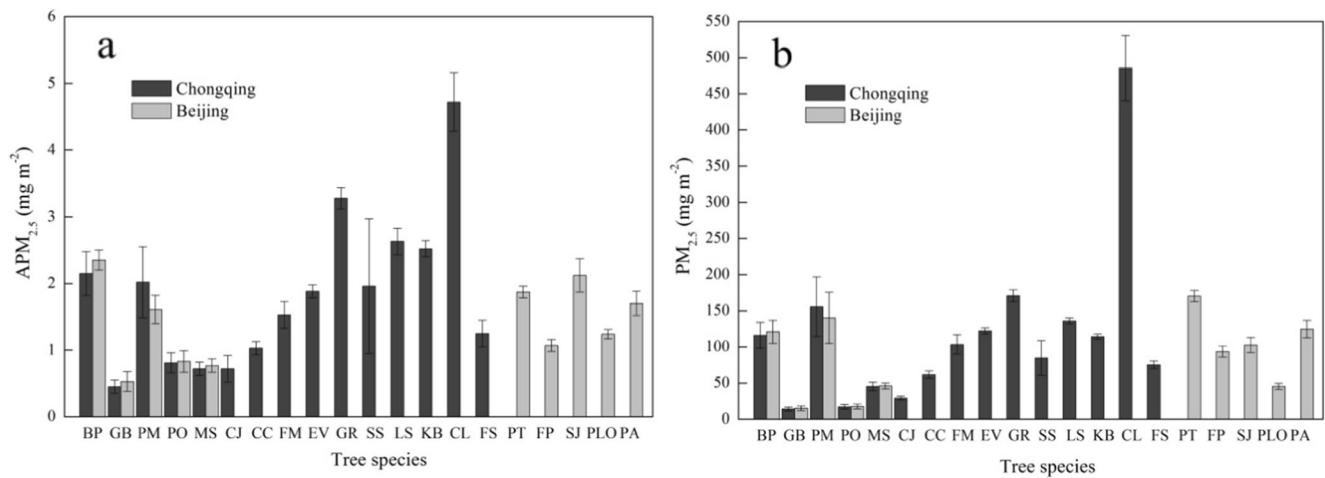 a
Chongqing
Beijing
6
5
4
3
2
1
0
APM2.5 (mg m-2)
BP GB PM PO MS CJ CC FM EV GR SS LS KB CL FS PT FP SJ PLO PA
Tree species
b
Chongqing
Beijing
550
500
450
400
350
300
250
200
150
100
50
0
PM2.5 (mg m-2)
BP GB PM PO MS CJ CC FM EV GR SS LS KB CL FS PT FP SJ PLO PA
Tree species